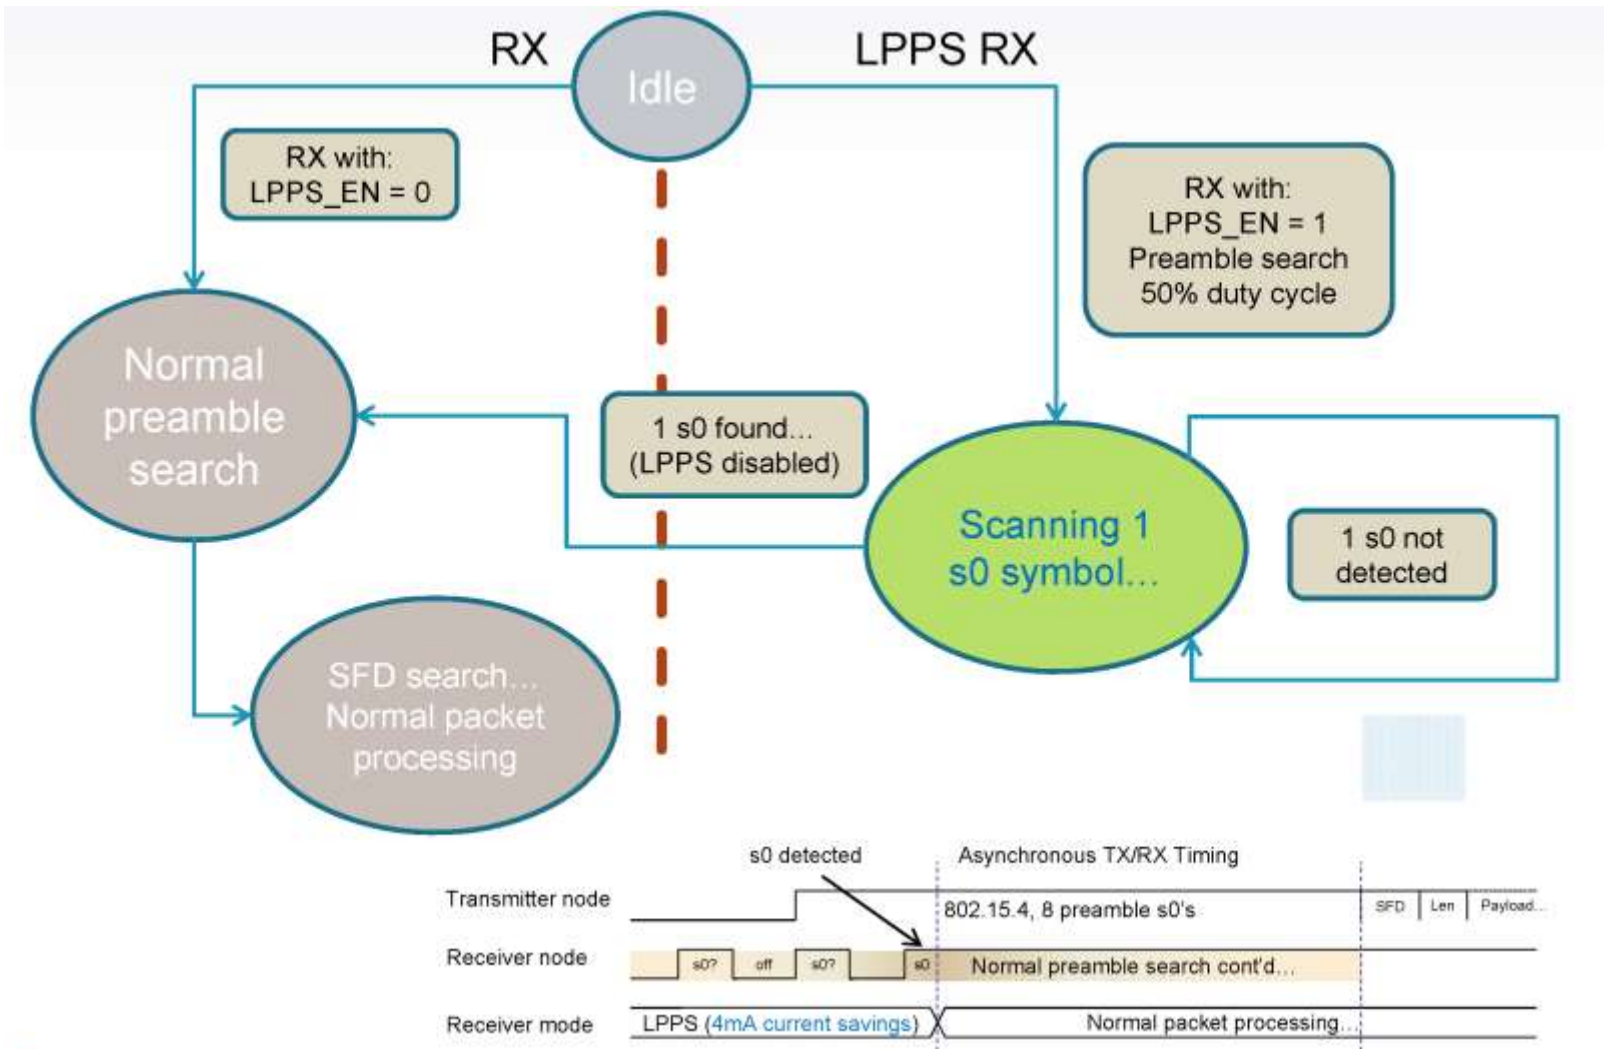 RX
Idle
LPPS RX
RX with:
LPPS_EN = 0
RX with:
LPPS_EN = 1
Preamble search
50% duty cycle
Normal
preamble
search
1 s0 found...
(LPPS disabled)
Scanning 1
s0 symbol...
1 s0 not
detected
SFD search...
Normal packet
processing
s0 detected
Asynchronous TX/RX Timing
Transmitter node
802.15.4, 8 preamble s0's
SFD
Len
Payload...
Receiver node
s0?
off
s0?
s0
Normal preamble search cont'd...
Receiver mode
LPPS (4mA current savings)
Normal packet processing...